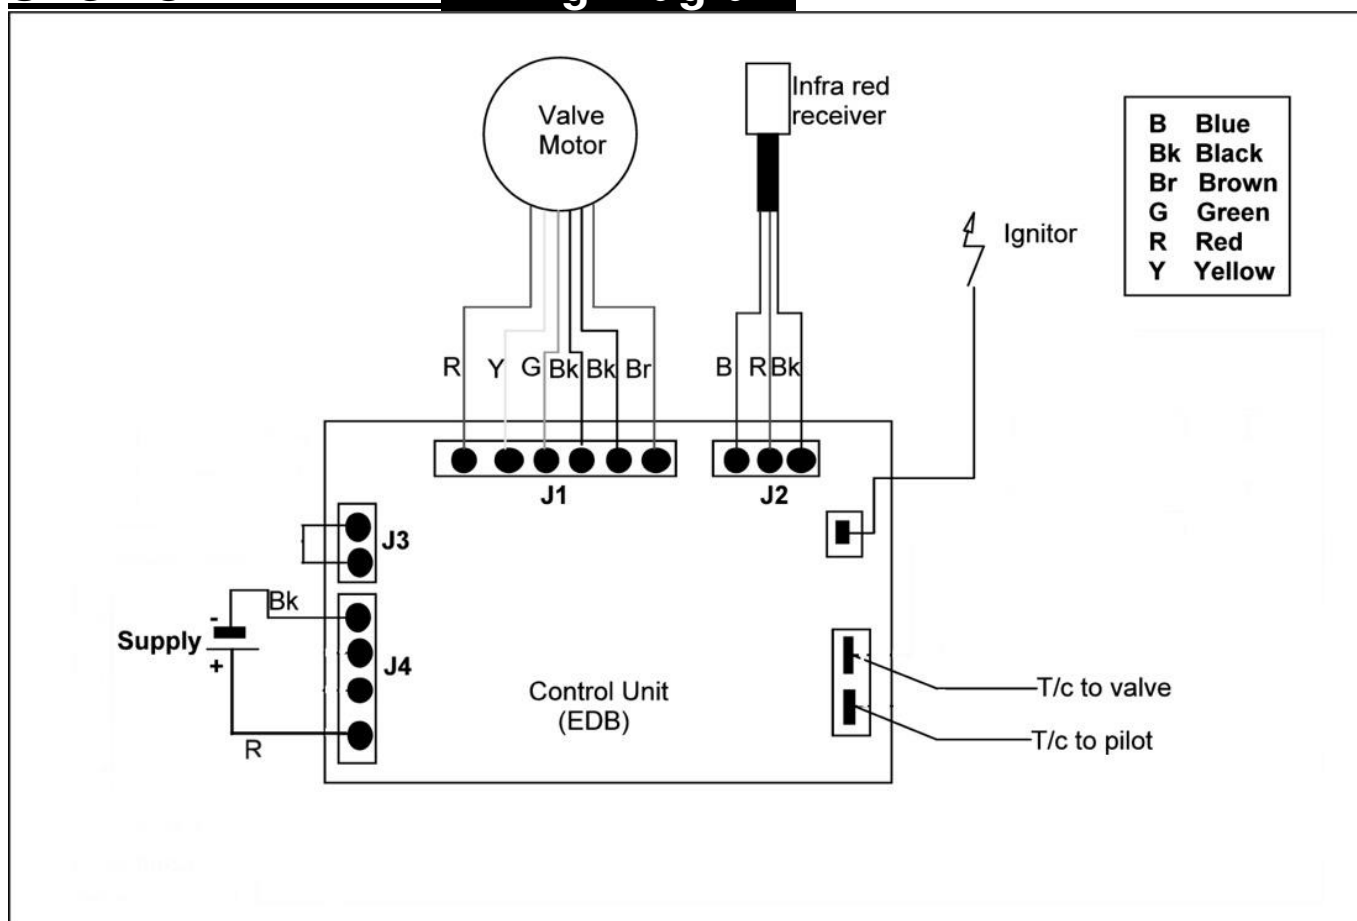 Valve
Motor
Infra red
receiver
B Blue
Bk Black
Br Brown
G Green
R Red
Y Yellow
Ignitor
R Y G Bk Bk Br
B R Bk
J1
J2
J3
Bk
-
Supply
+
J4
R
Control Unit
(EDB)
T/c to valve
T/c to pilot